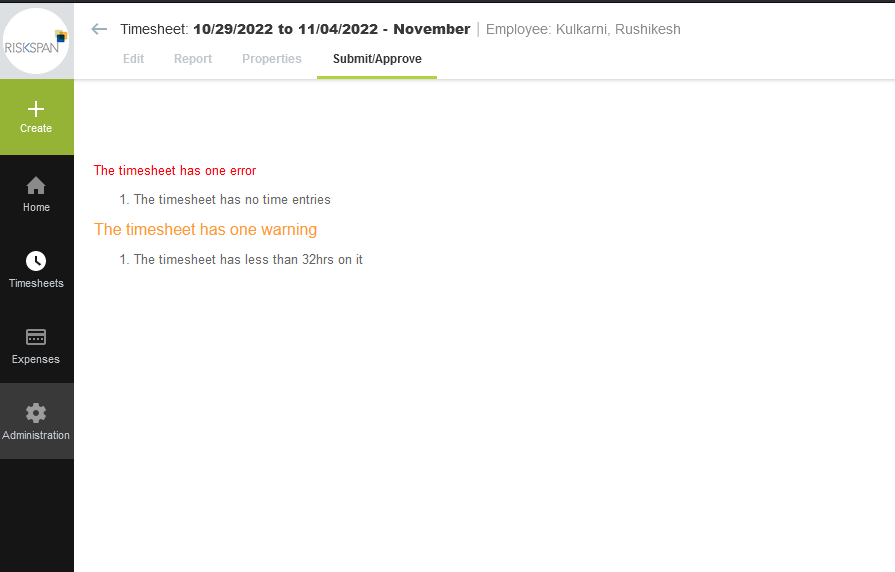 RISKSPAN
Timesheet: 10/29/2022 to 11/04/2022 - November | Employee: Kulkarni, Rushikesh
Edit Report Properties Submit/Approve
Create
Home
Timesheets
Expenses
Administration
The timesheet has one error
1. The timesheet has no time entries
The timesheet has one warning
1. The timesheet has less than 32hrs on it